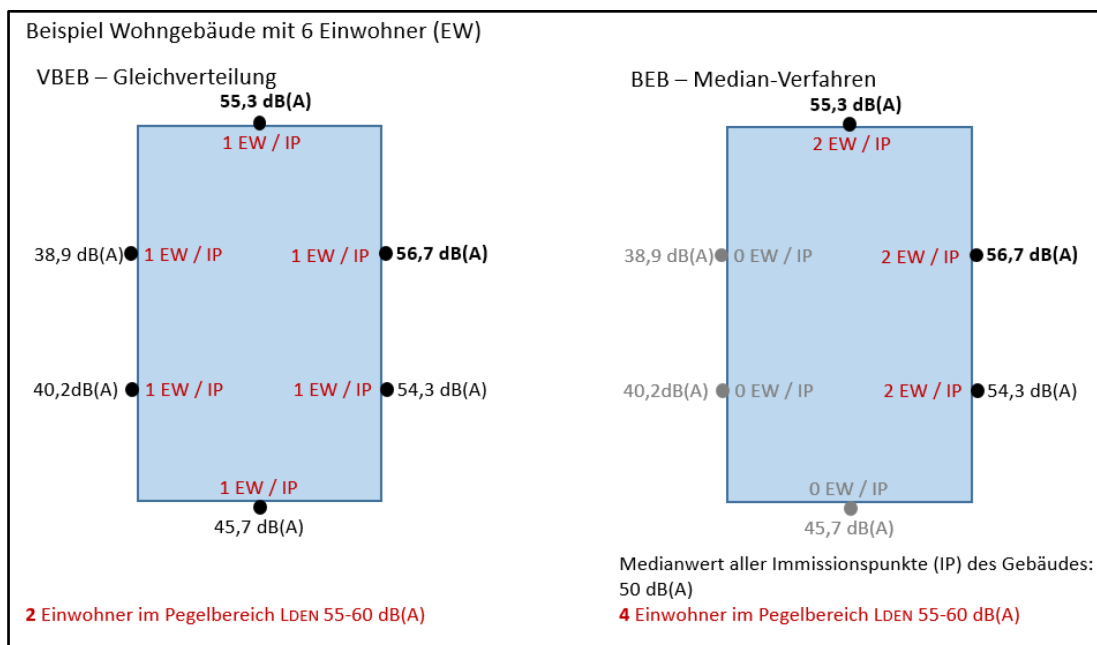 Beispiel Wohngebäude mit 6 Einwohner (EW)
VBEB – Gleichverteilung
55,3 dB(A)
1 EW / IP
38,9 dB(A)
1 EW / IP
1 EW / IP
56,7 dB(A)
40,2dB(A)
1 EW / IP
1 EW / IP
54,3 dB(A)
1 EW / IP
45,7 dB(A)
2 Einwohner im Pegelbereich LDEN 55-60 dB(A)
BEB – Median-Verfahren
55,3 dB(A)
2 EW / IP
38,9 dB(A)
0 EW / IP
2 EW / IP
56,7 dB(A)
40,2dB(A)
0 EW / IP
2 EW / IP
54,3 dB(A)
0 EW / IP
45,7 dB(A)
Medianwert aller Immissionspunkte (IP) des Gebäudes:
50 dB(A)
4 Einwohner im Pegelbereich LDEN 55-60 dB(A)